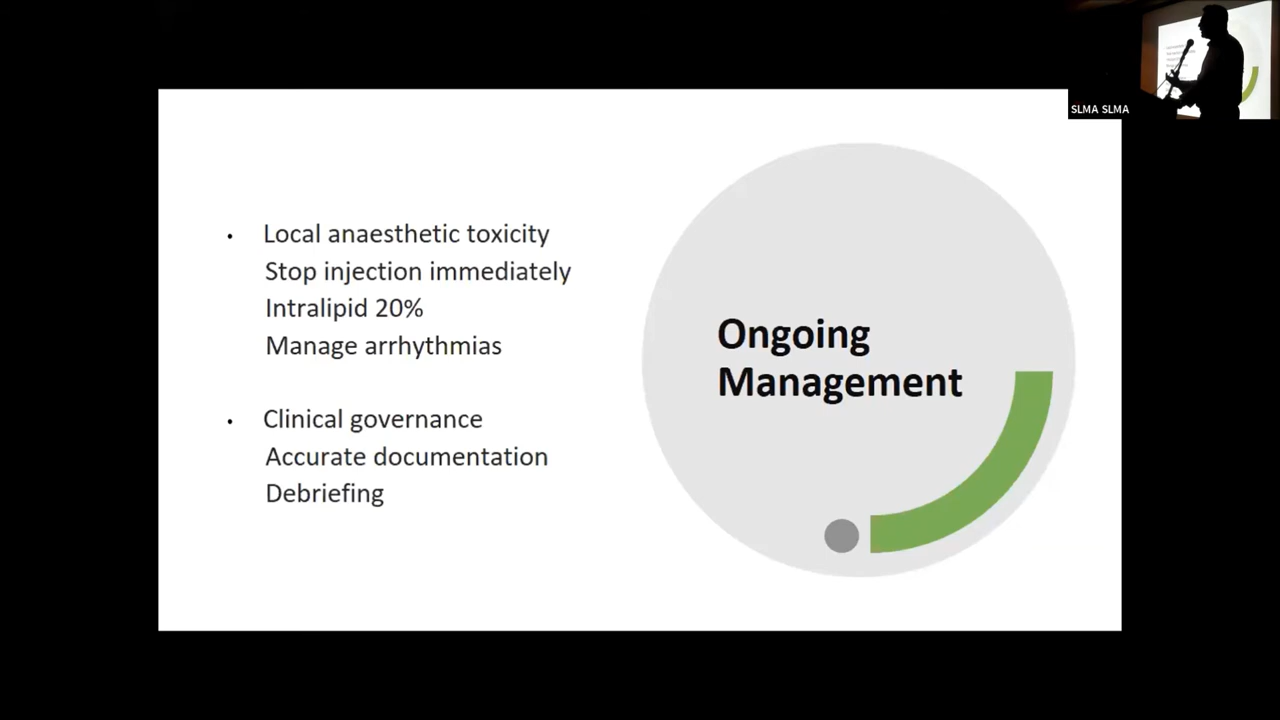 SLMA SLMA
• Local anaesthetic toxicity
Stop injection immediately
Intralipid 20%
Manage arrhythmias
• Clinical governance
Accurate documentation
Debriefing
Ongoing
Management